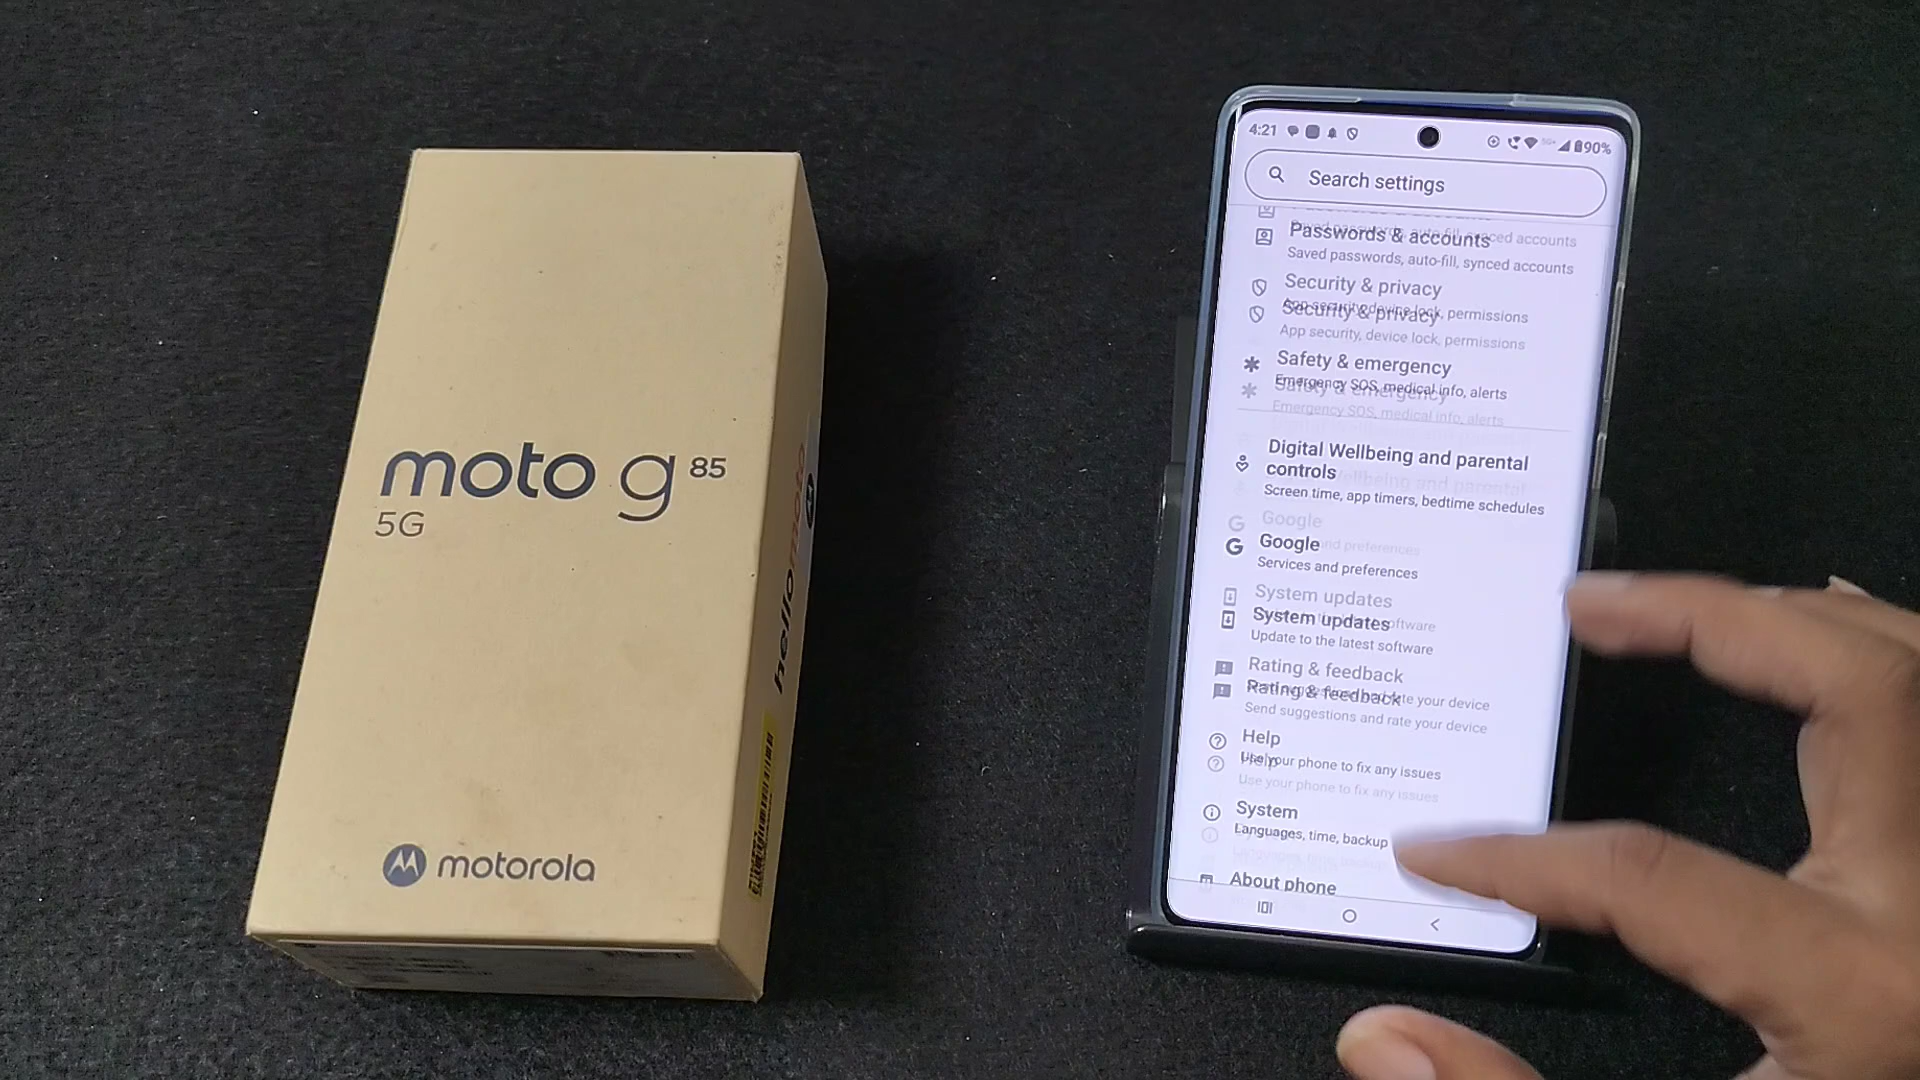 moto g85
5G
hellomoto
motorola
4:21
5G+
90%
Search settings
Passwords & accounts
Saved passwords, auto-fill, synced accounts
Security & privacy
App security, device lock, permissions
Safety & emergency
Emergency SOS, medical info, alerts
Digital Wellbeing and parental
controls
Screen time, app timers, bedtime schedules
Google
Services and preferences
System updates
Update to the latest software
Rating & feedback
Send suggestions and rate your device
Help
Use your phone to fix any issues
System
Languages, time, backup
About phone